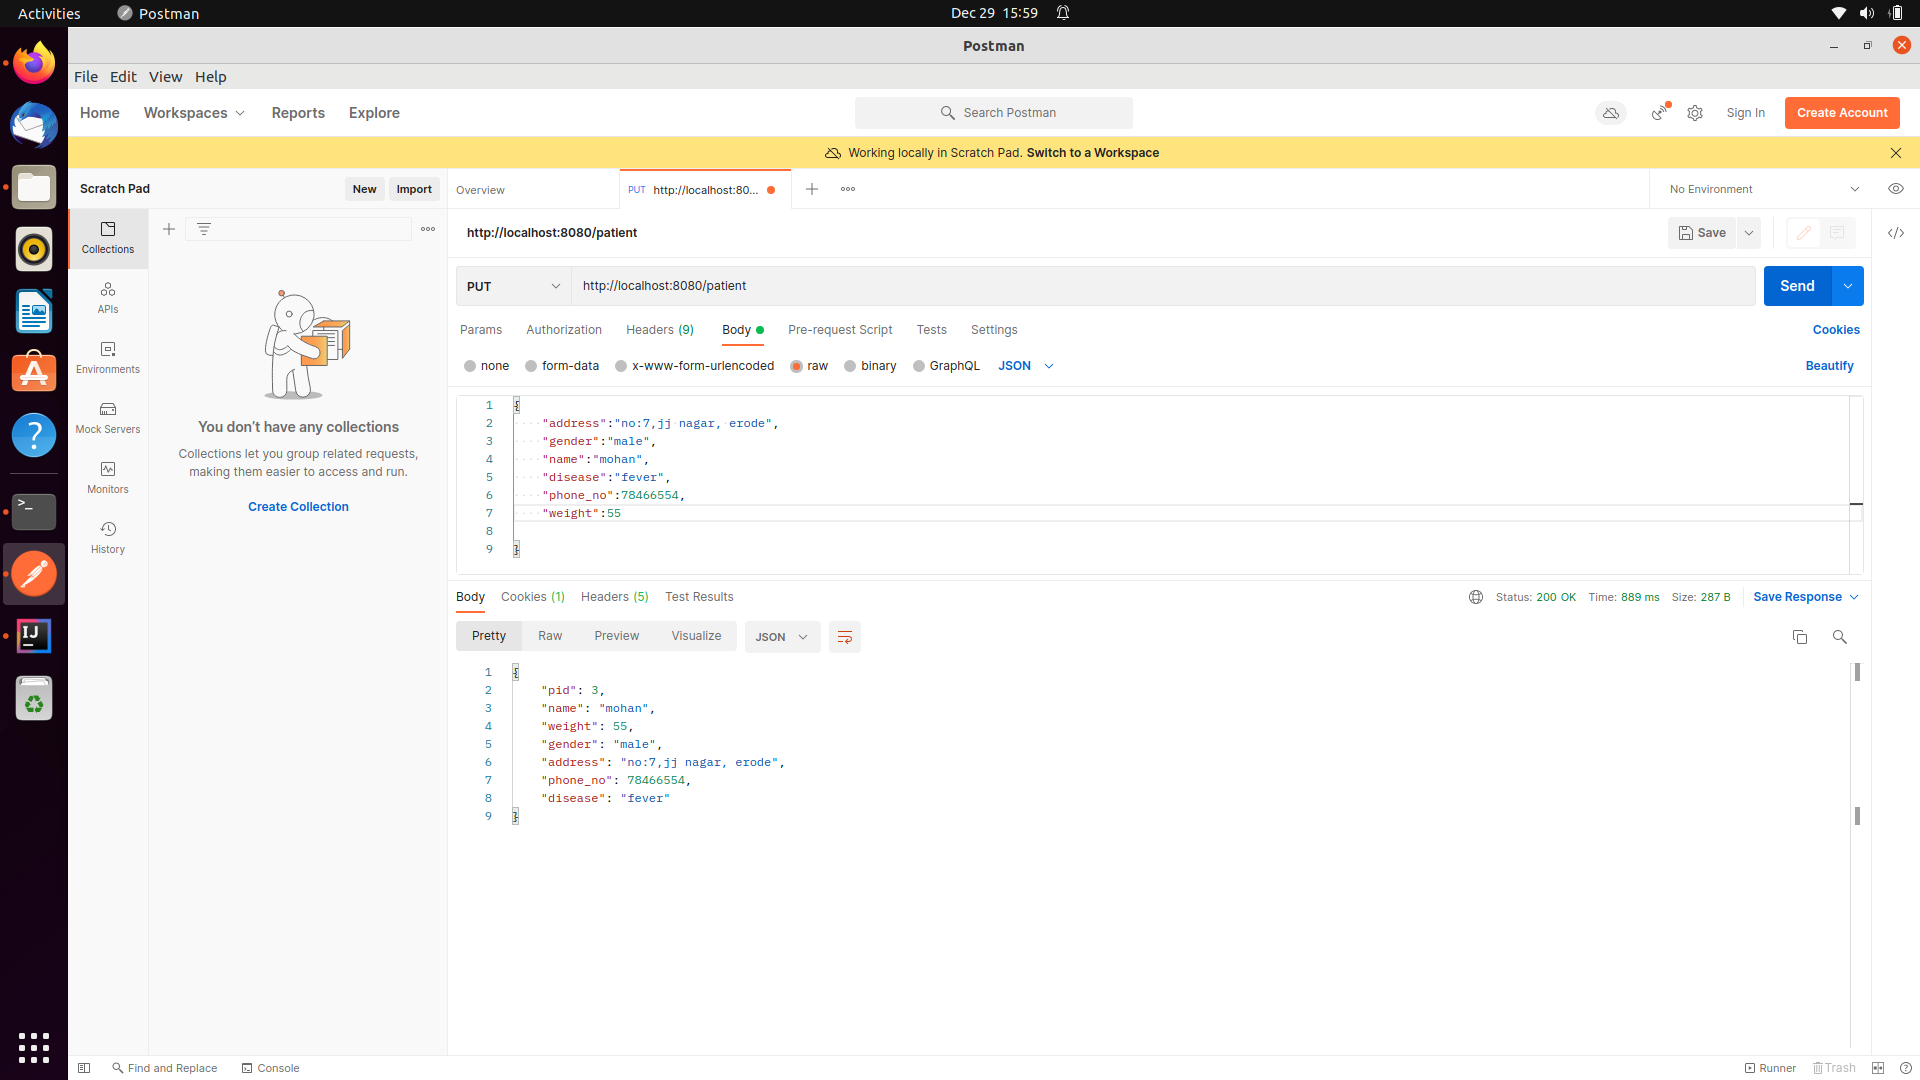 Activities Postman Dec 29 15:59
Postman
File Edit View Help
Home Workspaces Reports Explore Search Postman Sign In Create Account
Working locally in Scratch Pad. Switch to a Workspace
Scratch Pad New Import Overview PUT http://localhost:80... No Environment
Collections
APIs
Environments
Mock Servers
Monitors
History
You don't have any collections
Collections let you group related requests,
making them easier to access and run.
Create Collection
http://localhost:8080/patient Save
PUT http://localhost:8080/patient Send
Params Authorization Headers (9) Body Pre-request Script Tests Settings Cookies
none form-data x-www-form-urlencoded raw binary GraphQL JSON Beautify
1 {
2 "address":"no:7,jj nagar, erode",
3 "gender":"male",
4 "name":"mohan",
5 "disease":"fever",
6 "phone_no":78466554,
7 "weight":55
8
9 }
Body Cookies (1) Headers (5) Test Results Status: 200 OK Time: 889 ms Size: 287 B Save Response
Pretty Raw Preview Visualize JSON
1 {
2 "pid": 3,
3 "name": "mohan",
4 "weight": 55,
5 "gender": "male",
6 "address": "no:7,jj nagar, erode",
7 "phone_no": 78466554,
8 "disease": "fever"
9 }
Find and Replace Console Runner Trash